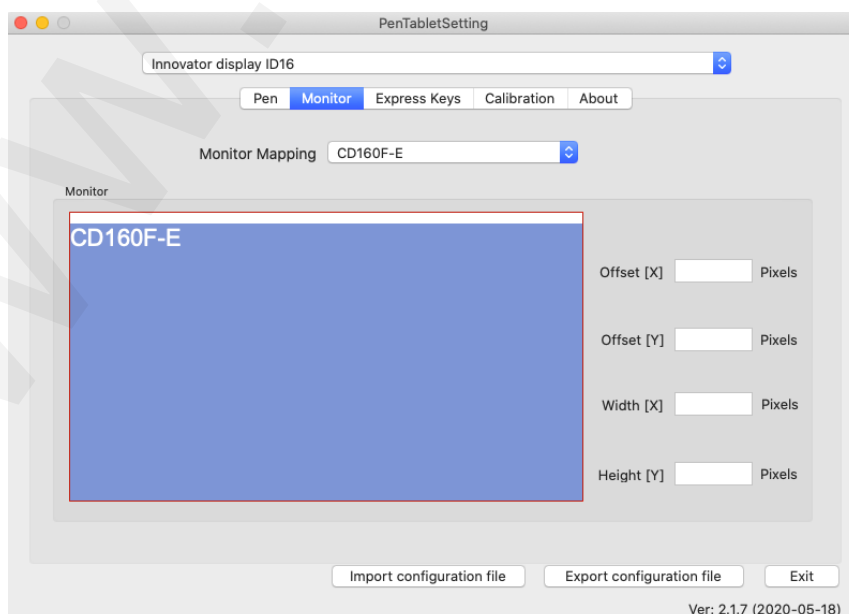 PenTabletSetting
Innovator display ID16
Pen Monitor Express Keys Calibration About
Monitor Mapping CD160F-E
Monitor
CD160F-E
Offset [X] Pixels
Offset [Y] Pixels
Width [X] Pixels
Height [Y] Pixels
Import configuration file Export configuration file Exit
Ver: 2.1.7 (2020-05-18)